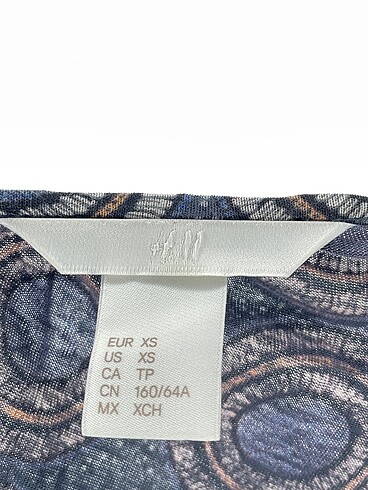 H&M
EUR XS
US XS
CA TP
CN 160/64A
MX XCH